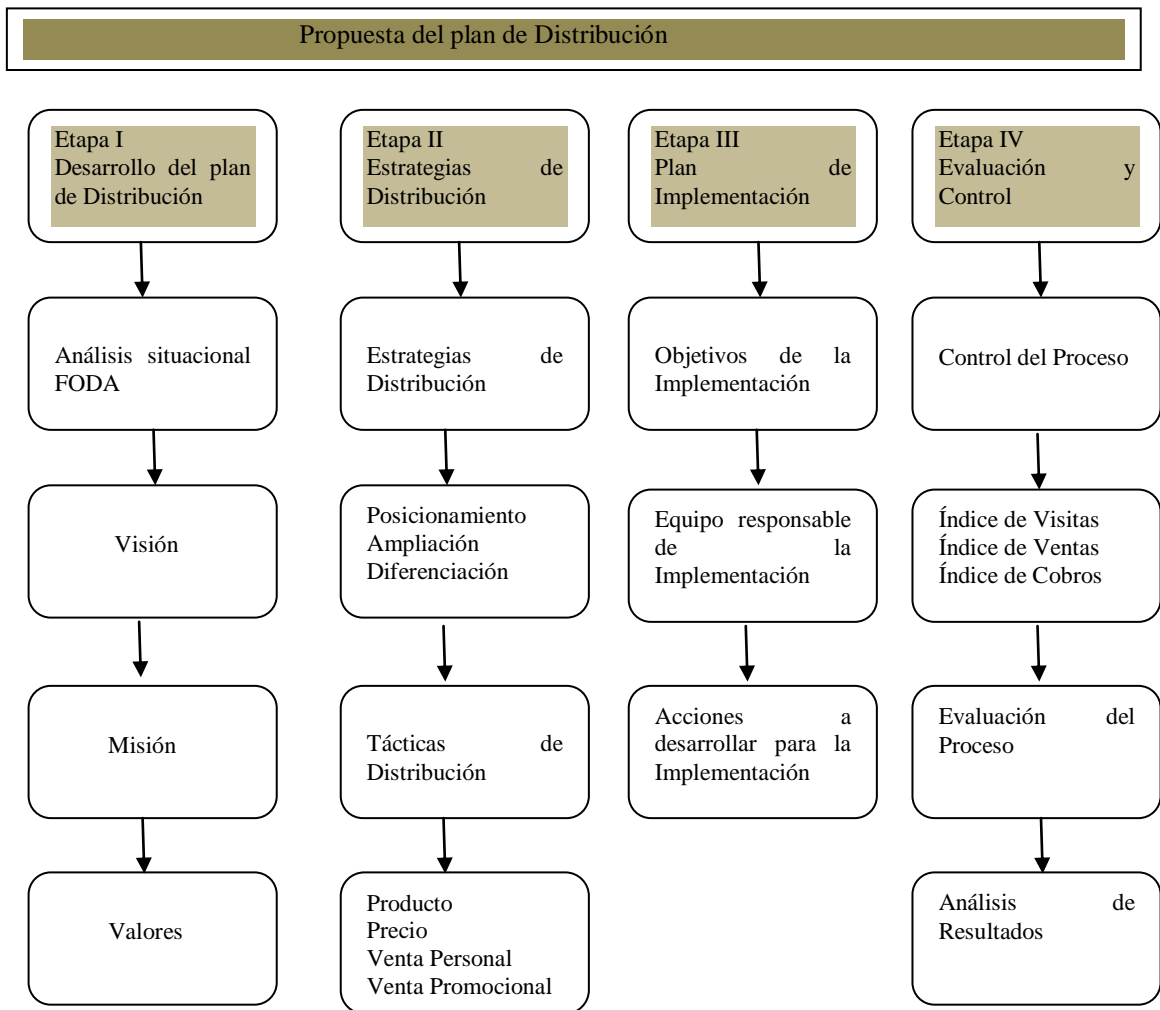 Propuesta del plan de Distribución
Etapa I
Desarrollo del plan
de Distribución
Análisis situacional
FODA
Visión
Misión
Valores
Etapa II
Estrategias de
Distribución
Estrategias de
Distribución
Posicionamiento
Ampliación
Diferenciación
Tácticas de
Distribución
Producto
Precio
Venta Personal
Venta Promocional
Etapa III
Plan de
Implementación
Objetivos de la
Implementación
Equipo responsable
de la
Implementación
Acciones a
desarrollar para la
Implementación
Etapa IV
Evaluación y
Control
Control del Proceso
Índice de Visitas
Índice de Ventas
Índice de Cobros
Evaluación del
Proceso
Análisis de
Resultados